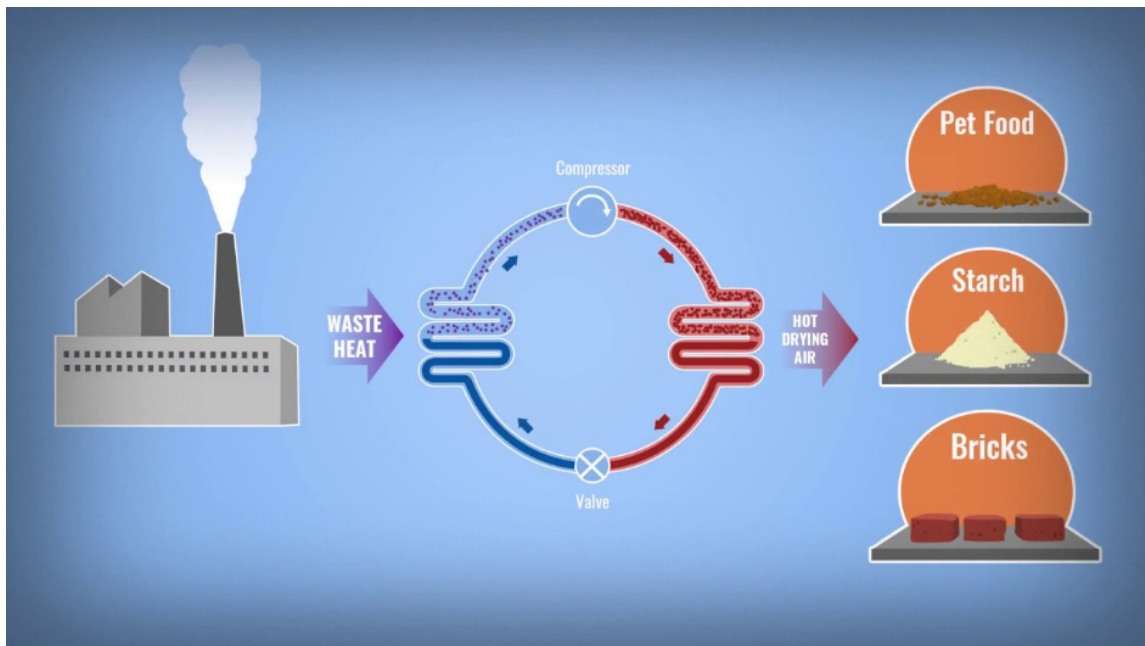 Compressor
WASTE
HEAT
Valve
HOT
DRYING
AIR
Pet Food
Starch
Bricks